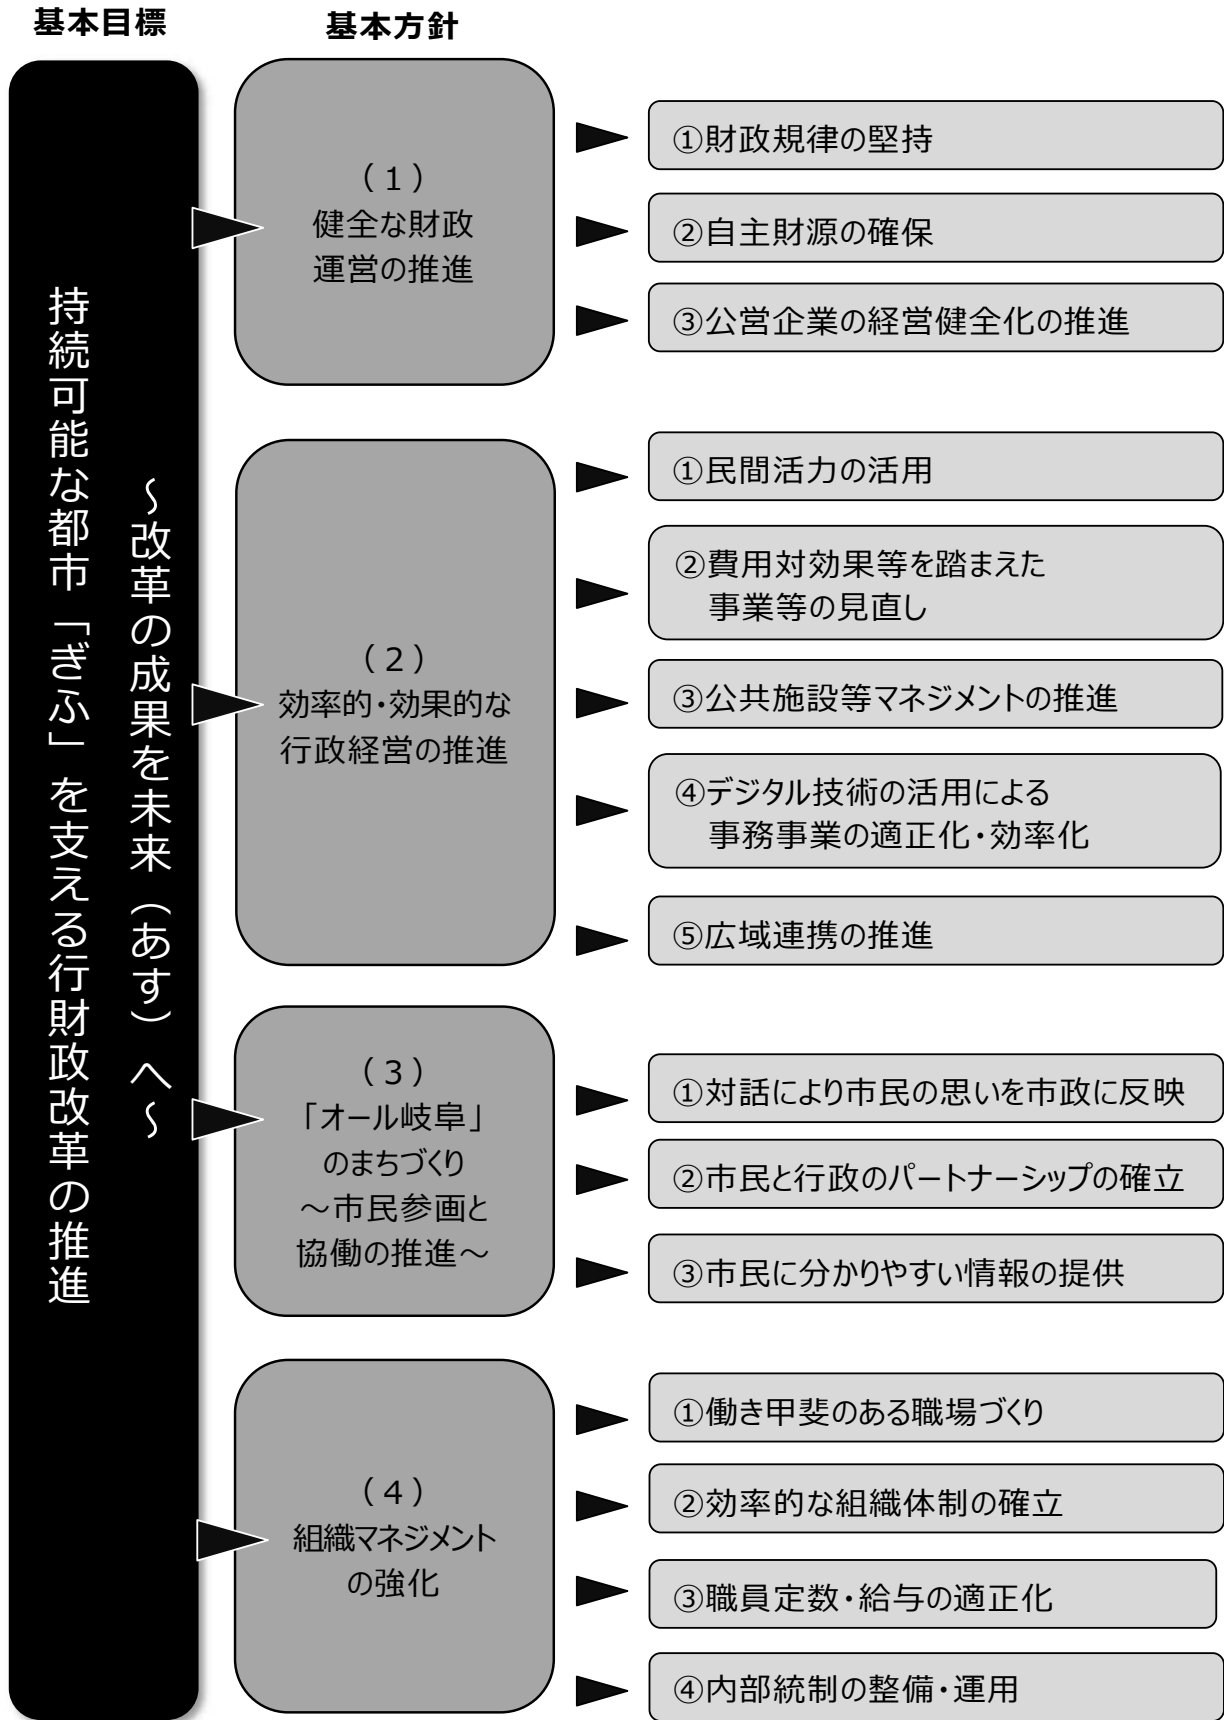 基本目標
基本方針
持続可能な都市「ぎふ」を支える行財政改革の推進
～改革の成果を未来（あす）へ～
（１）
健全な財政
運営の推進
①財政規律の堅持
②自主財源の確保
③公営企業の経営健全化の推進
（２）
効率的・効果的な
行政経営の推進
①民間活力の活用
②費用対効果等を踏まえた
事業等の見直し
③公共施設等マネジメントの推進
④デジタル技術の活用による
事務事業の適正化・効率化
⑤広域連携の推進
（３）
「オール岐阜」
のまちづくり
～市民参画と
協働の推進～
①対話により市民の思いを市政に反映
②市民と行政のパートナーシップの確立
③市民に分かりやすい情報の提供
（４）
組織マネジメント
の強化
①働き甲斐のある職場づくり
②効率的な組織体制の確立
③職員定数・給与の適正化
④内部統制の整備・運用